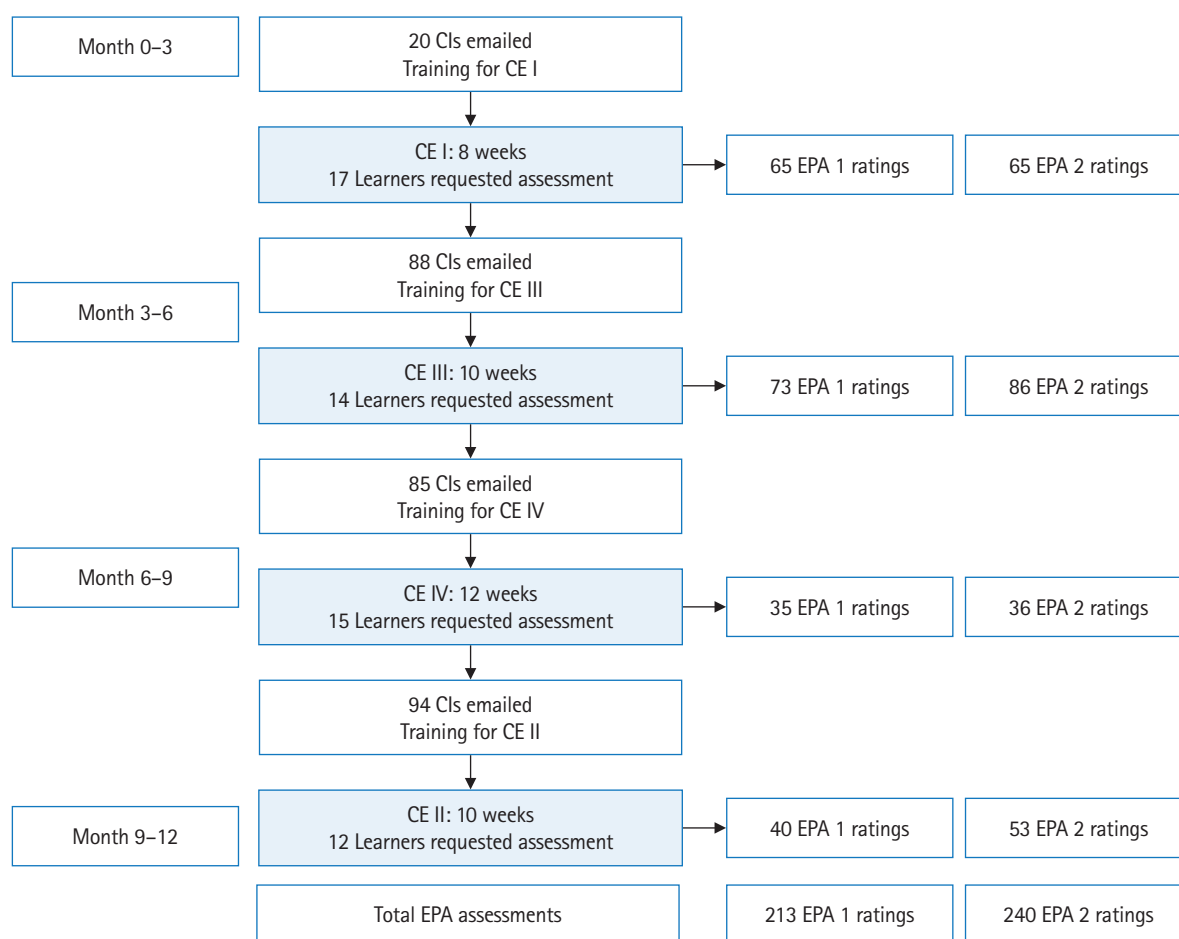 Month 0–3
20 CIs emailed
Training for CE I
CE I: 8 weeks
17 Learners requested assessment
65 EPA 1 ratings
65 EPA 2 ratings
88 CIs emailed
Training for CE III
Month 3–6
CE III: 10 weeks
14 Learners requested assessment
73 EPA 1 ratings
86 EPA 2 ratings
85 CIs emailed
Training for CE IV
Month 6–9
CE IV: 12 weeks
15 Learners requested assessment
35 EPA 1 ratings
36 EPA 2 ratings
94 CIs emailed
Training for CE II
Month 9–12
CE II: 10 weeks
12 Learners requested assessment
40 EPA 1 ratings
53 EPA 2 ratings
Total EPA assessments
213 EPA 1 ratings
240 EPA 2 ratings